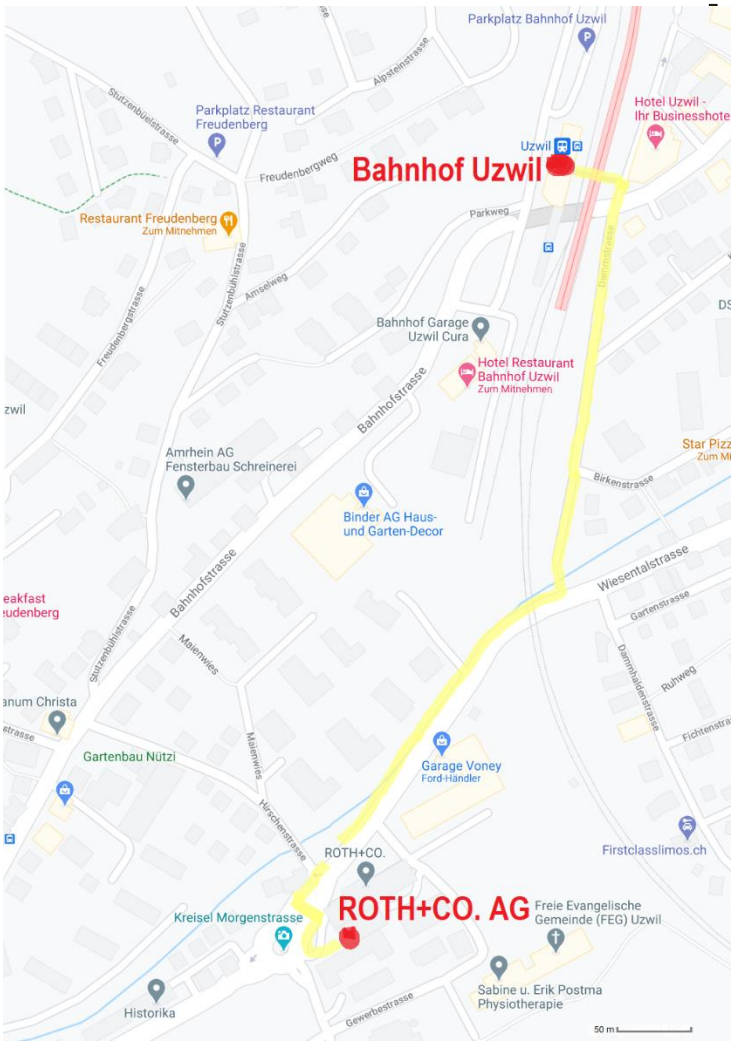 Parkplatz Bahnhof Uzwil
Alpsteinstrasse
Stutzenbüelstrasse
Parkplatz Restaurant
Freudenberg
Hotel Uzwil -
Ihr Businesshote
Uzwil
Freudenbergweg
Bahnhof Uzwil
Restaurant Freudenberg
Zum Mitnehmen
Parkweg
Dammstrasse
Amselweg
Stutzenbühlstrasse
Freudenbergstrasse
DS
Bahnhof Garage
Uzwil Cura
Hotel Restaurant
Bahnhof Uzwil
Zum Mitnehmen
Bahnhofstrasse
zwil
Amrhein AG
Fensterbau Schreinerei
Star Pizz
Zum Mi
Birkenstrasse
Binder AG Haus-
und Garten-Decor
Wiesentalstrasse
Bahnhofstrasse
eakfast
eudenberg
Gartenstrasse
Stutzenbühlstrasse
Maienwies
Dammhaldenstrasse
Ruhweg
anum Christa
etrasse
Fichtenstra
Maienwies
Gartenbau Nützi
Garage Voney
Ford-Händler
Hirschenstrasse
Firstclasslimos.ch
ROTH+CO.
ROTH+CO. AG
Freie Evangelische
Gemeinde (FEG) Uzwil
Kreisel Morgenstrasse
Sabine u. Erik Postma
Physiotherapie
Historika
Gewerbestrasse
50 m